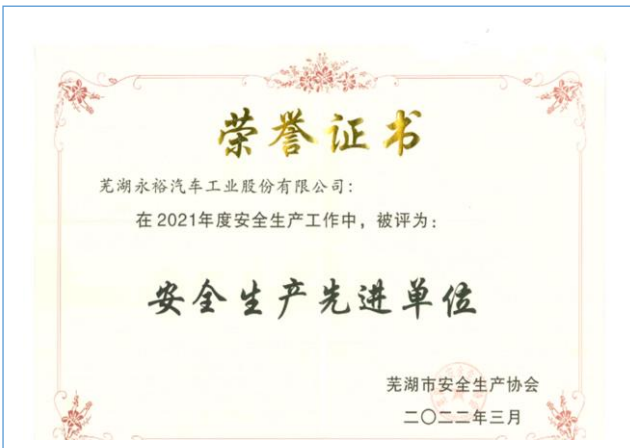 荣誉证书
芜湖永裕汽车工业股份有限公司：
在2021年度安全生产工作中，被评为：
安全生产先进单位
芜湖市安全生产协会
二〇二二年三月